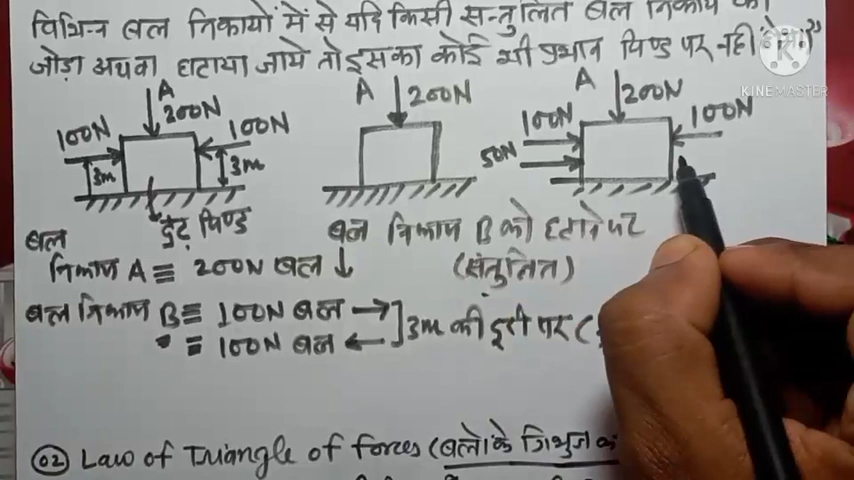 विभिन्न बल निकायों में से यदि किसी सन्तुलित बल निकाय को
जोड़ा अथवा घटाया जाये तो इसका कोई भी प्रभाव पिण्ड पर नही
KINEMASTER
A 200N
100N 100N
3m 3m
दृढ़ पिण्ड
A 200N
A 200N
100N 100N
50N
बल निकाय B को हटाने पर
(संतुलित)
बल
निकाय A ≡ 200N बल ↓
बल निकाय B ≡ 100N बल →
≡ 100N बल ← ] 3m की दूरी पर (
02 Law of Triangle of forces (बलो के त्रिभुज का